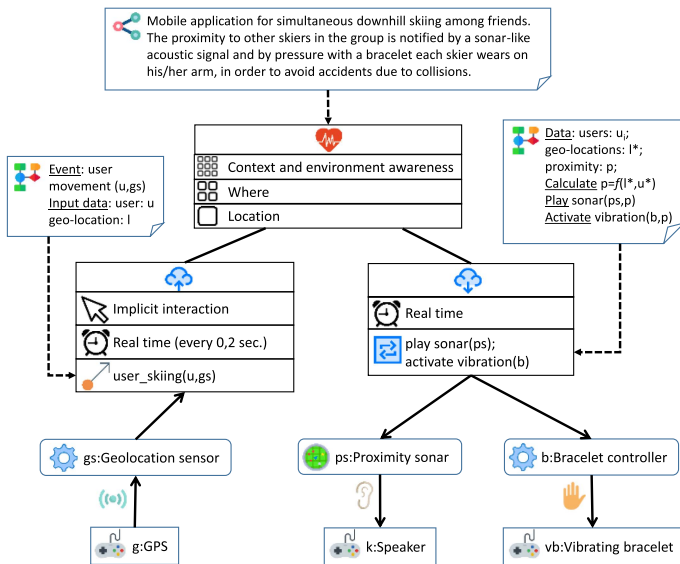 Mobile application for simultaneous downhill skiing among friends.
The proximity to other skiers in the group is notified by a sonar-like
acoustic signal and by pressure with a bracelet each skier wears on
his/her arm, in order to avoid accidents due to collisions.
Event: user
movement (u,gs)
Input data: user: u
geo-location: l
Context and environment awareness
Where
Location
Data: users: uᵢ;
geo-locations: l*;
proximity: p;
Calculate p=f(l*,u*)
Play sonar(ps,p)
Activate vibration(b,p)
Implicit interaction
Real time (every 0,2 sec.)
user_skiing(u,gs)
Real time
play sonar(ps);
activate vibration(b)
gs:Geolocation sensor
ps:Proximity sonar
b:Bracelet controller
g:GPS
k:Speaker
vb:Vibrating bracelet